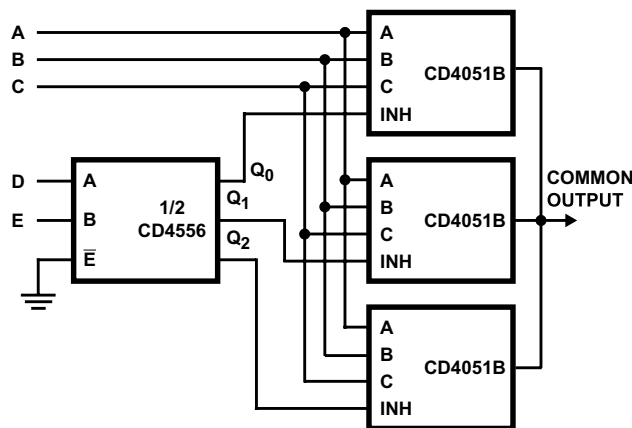 A
B
C
D
E
A
B
E̅
1/2
CD4556
Q0
Q1
Q2
A
B
C
INH
CD4051B
A
B
C
INH
CD4051B
A
B
C
INH
CD4051B
COMMON
OUTPUT